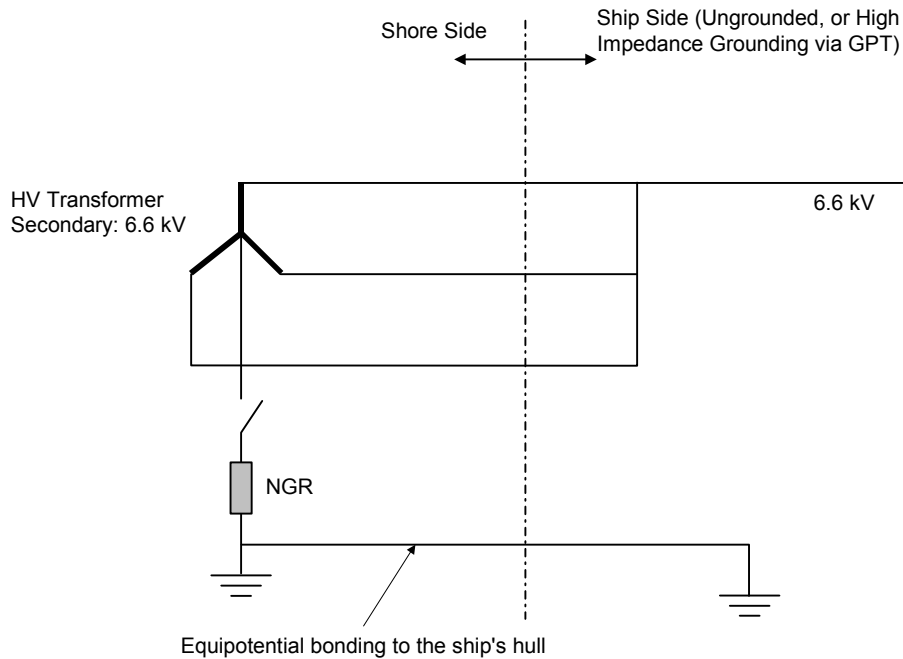 Shore Side
Ship Side (Ungrounded, or High
Impedance Grounding via GPT)
HV Transformer
Secondary: 6.6 kV
6.6 kV
NGR
Equipotential bonding to the ship's hull